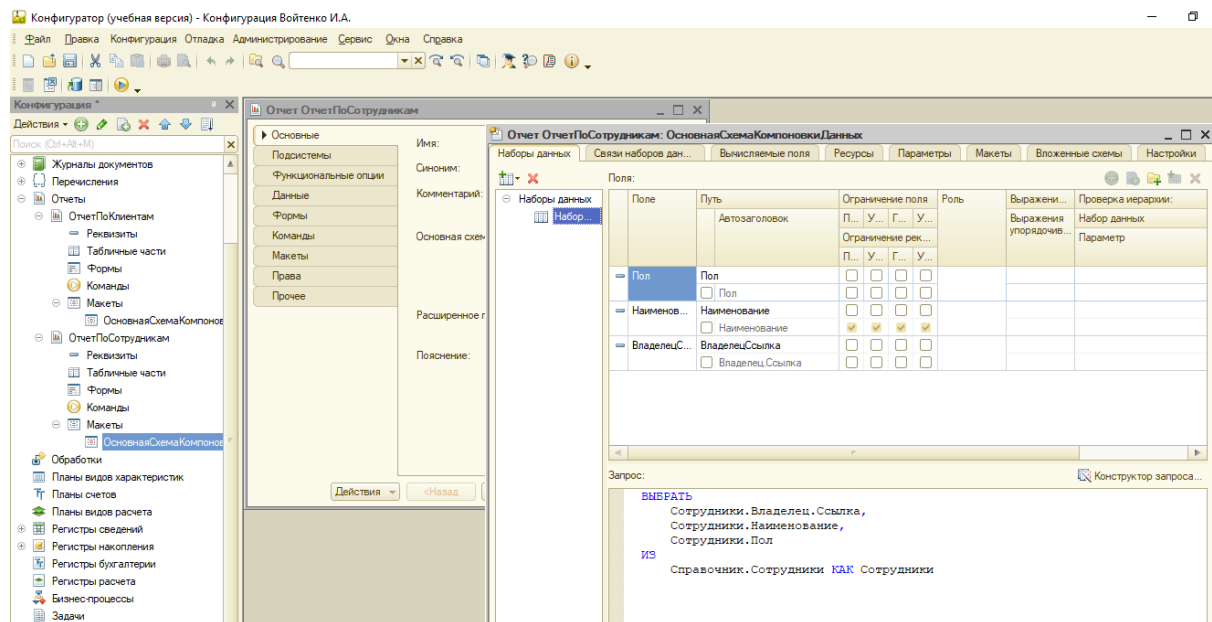 Конфигуратор (учебная версия) - Конфигурация Войтенко И.А.
Файл Правка Конфигурация Отладка Администрирование Сервис Окна Справка
Конфигурация *
Действия
Поиск (Ctrl+Alt+M)
Журналы документов
Перечисления
Отчеты
ОтчетПоКлиентам
Реквизиты
Табличные части
Формы
Команды
Макеты
ОсновнаяСхемаКомпонов
ОтчетПоСотрудникам
Реквизиты
Табличные части
Формы
Команды
Макеты
ОсновнаяСхемаКомпонов
Обработки
Планы видов характеристик
Планы счетов
Планы видов расчета
Регистры сведений
Регистры накопления
Регистры бухгалтерии
Регистры расчета
Бизнес-процессы
Задачи
Отчет ОтчетПоСотрудникам
Основные
Подсистемы
Функциональные опции
Данные
Формы
Команды
Макеты
Права
Прочее
Имя:
Синоним:
Комментарий:
Основная схем
Расширенное п
Пояснение:
Действия <Назад
Отчет ОтчетПоСотрудникам: ОсновнаяСхемаКомпоновкиДанных
Наборы данных Связи наборов дан... Вычисляемые поля Ресурсы Параметры Макеты Вложенные схемы Настройки
Поля:
Наборы данных
Набор...
Поле Путь Ограничение поля Роль Выражени... Проверка иерархии:
Автозаголовок П... У... Г... У... Выражения упорядочив... Набор данных
Ограничение рек... Параметр
П... У... Г... У...
Пол Пол
Пол
Наименов... Наименование
Наименование
ВладелецС... ВладелецСсылка
Владелец.Ссылка
Запрос: Конструктор запроса...
ВЫБРАТЬ
Сотрудники.Владелец.Ссылка,
Сотрудники.Наименование,
Сотрудники.Пол
ИЗ
Справочник.Сотрудники КАК Сотрудники